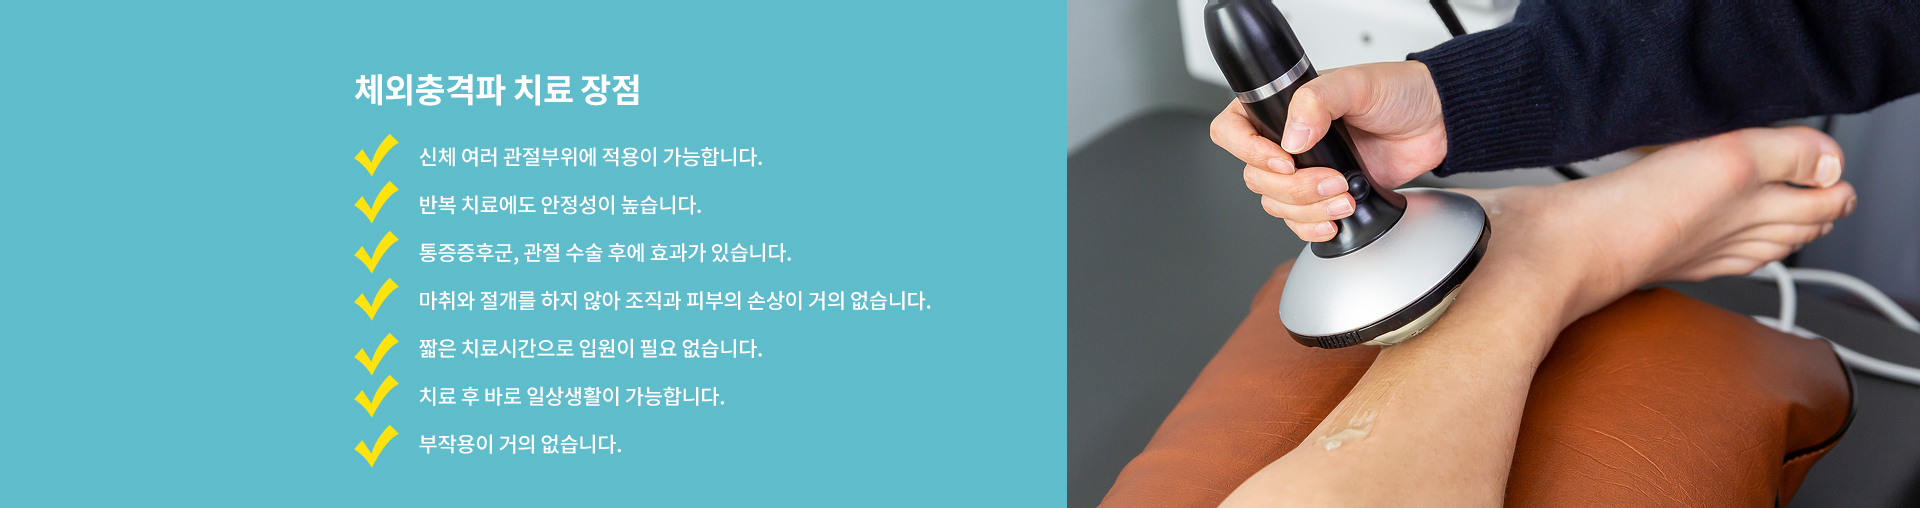 체외충격파 치료 장점
신체 여러 관절부위에 적용이 가능합니다.
반복 치료에도 안정성이 높습니다.
통증증후군, 관절 수술 후에 효과가 있습니다.
마취와 절개를 하지 않아 조직과 피부의 손상이 거의 없습니다.
짧은 치료시간으로 입원이 필요 없습니다.
치료 후 바로 일상생활이 가능합니다.
부작용이 거의 없습니다.